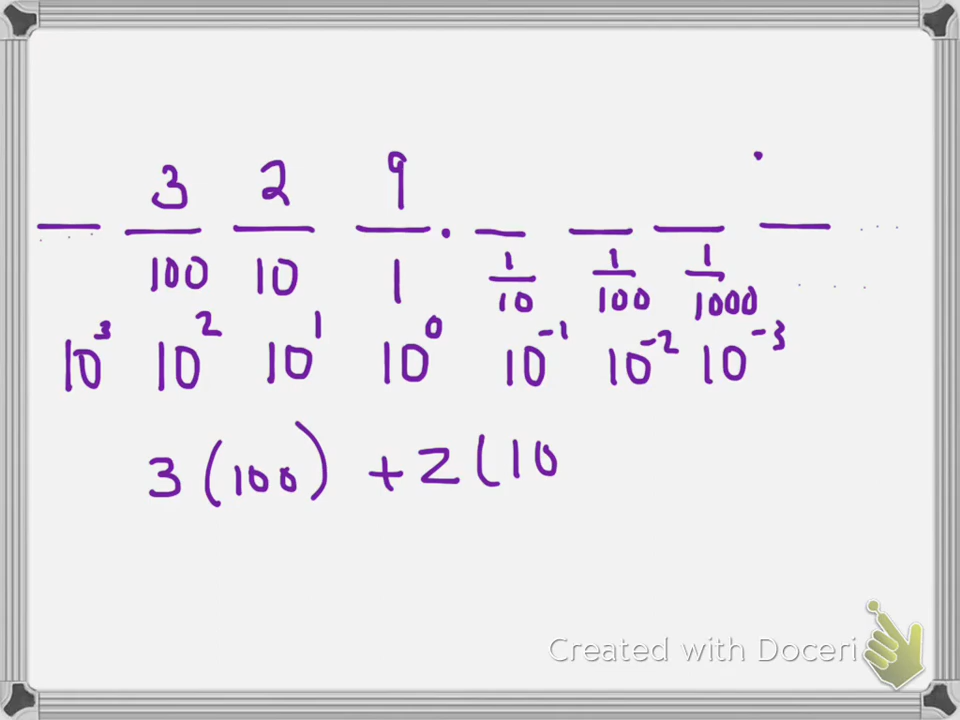 3 2 9 .
100 10 1 1/10 1/100 1/1000
10^3 10^2 10^1 10^0 10^-1 10^-2 10^-3
3 (100) + 2 (10
Created with Doceri